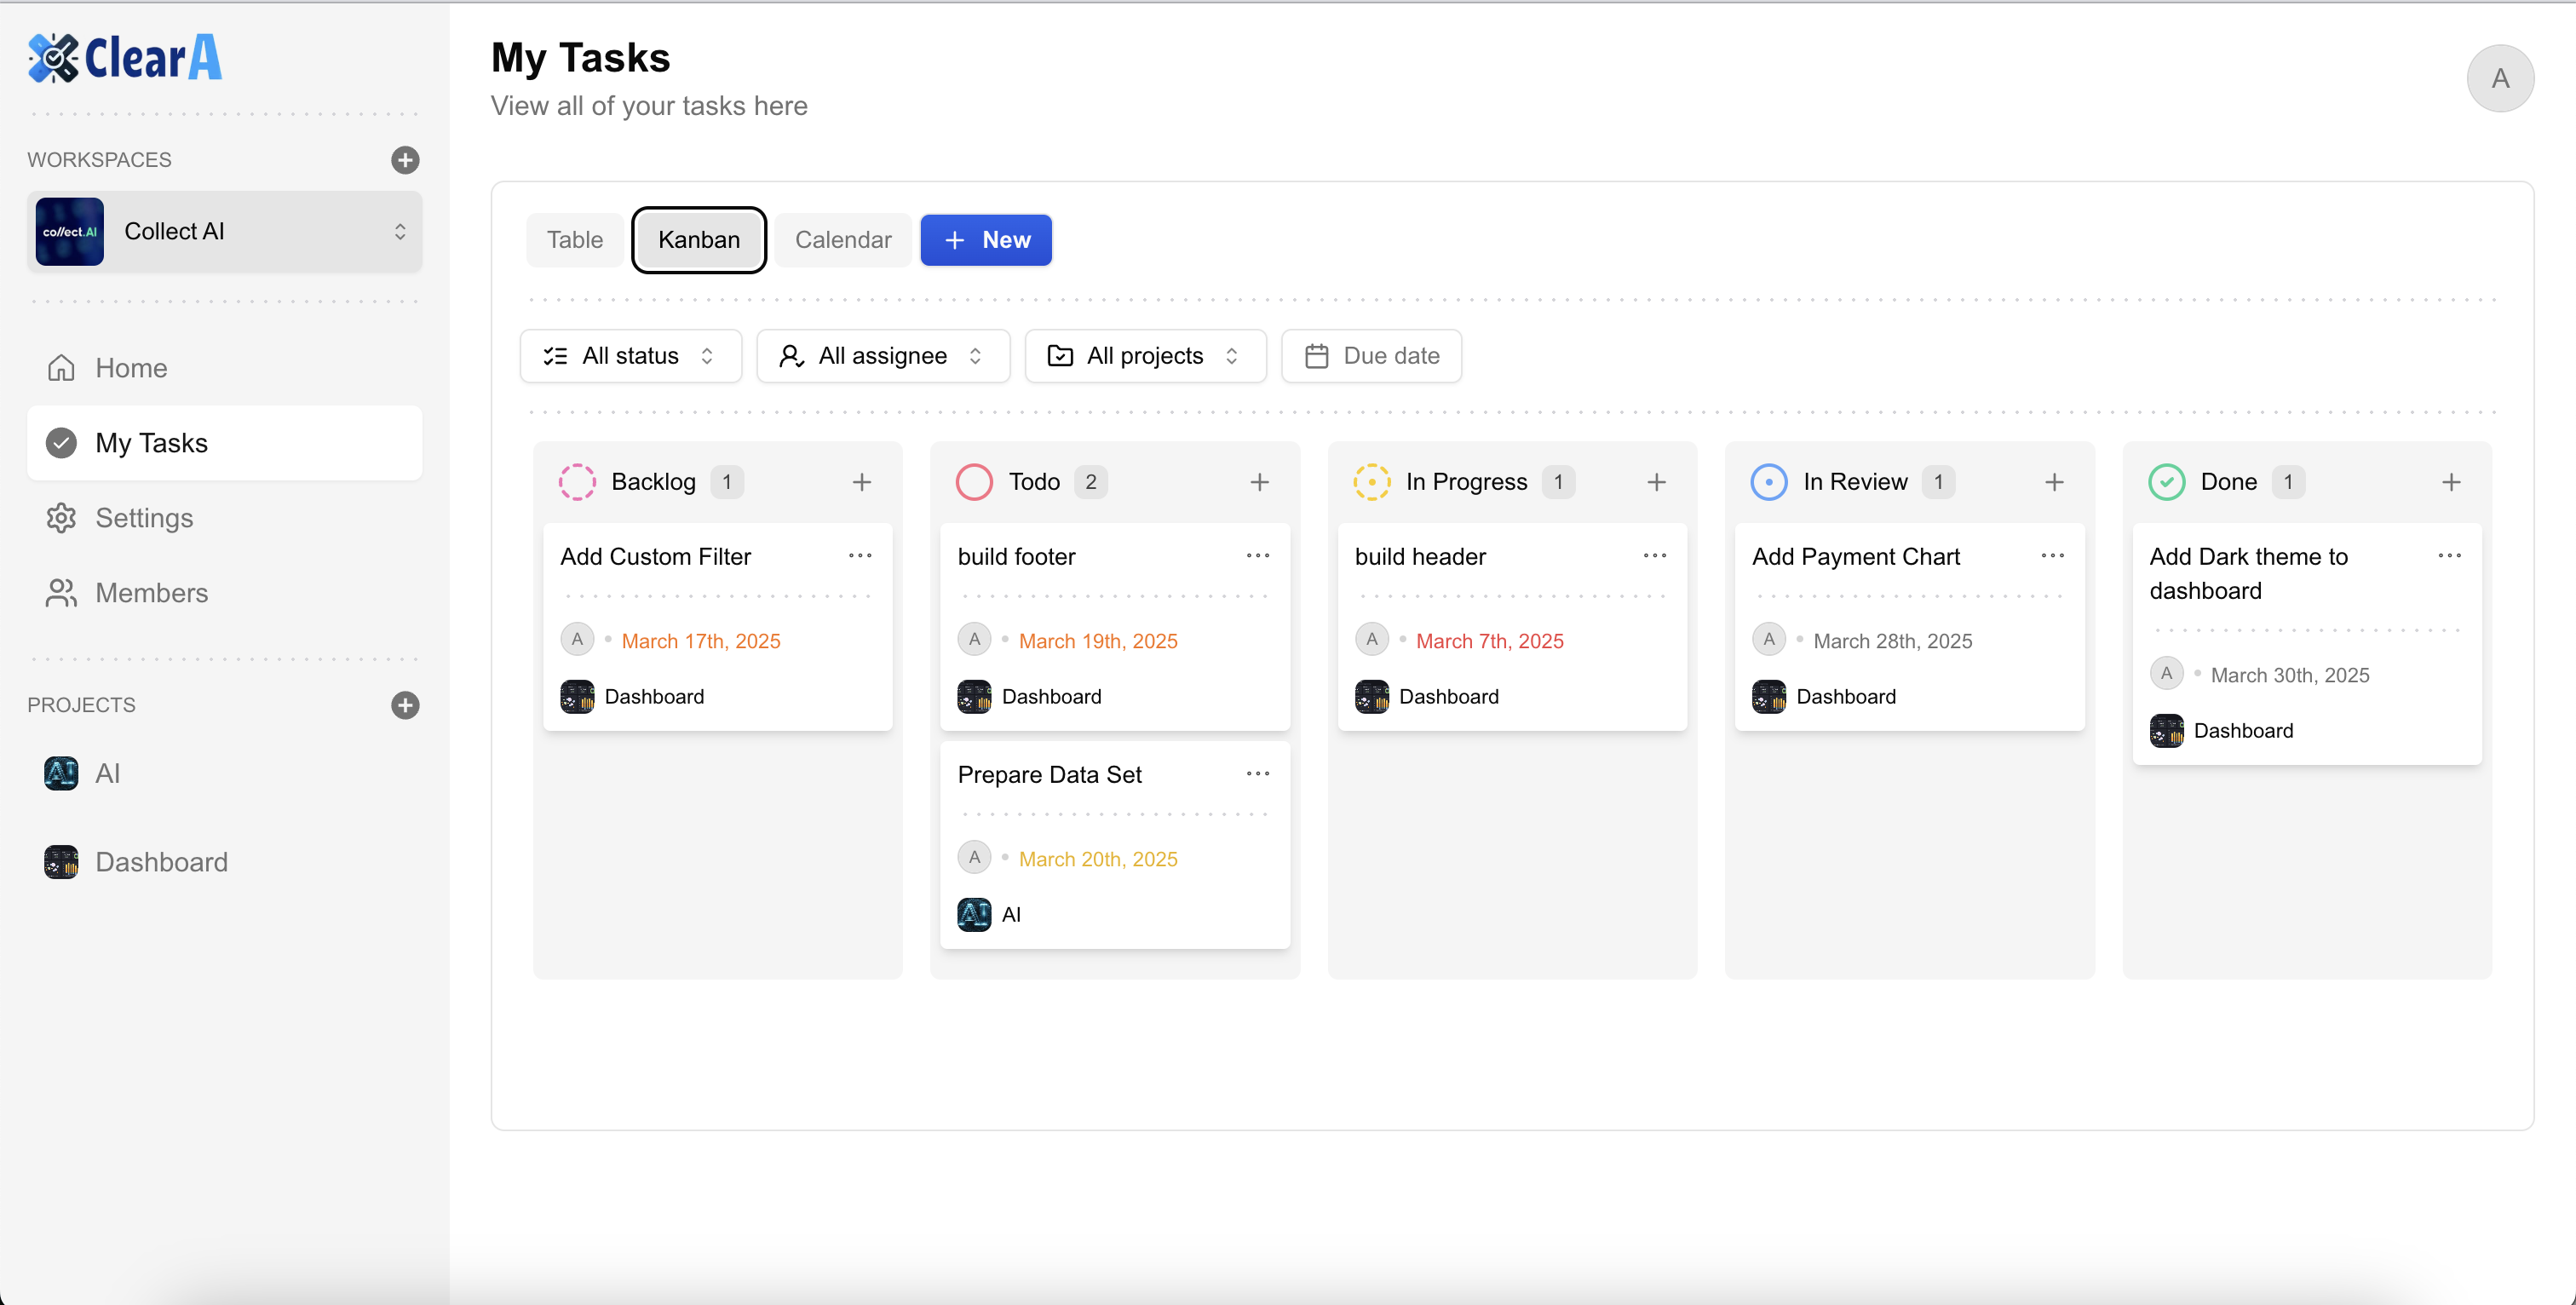 ClearA
WORKSPACES
collect.AI
Collect AI
Home
My Tasks
Settings
Members
PROJECTS
AI
AI
Dashboard
My Tasks
View all of your tasks here
A
Table
Kanban
Calendar
New
All status
All assignee
All projects
Due date
Backlog 1
Add Custom Filter
A March 17th, 2025
Dashboard
Todo 2
build footer
A March 19th, 2025
Dashboard
Prepare Data Set
A March 20th, 2025
AI AI
In Progress 1
build header
A March 7th, 2025
Dashboard
In Review 1
Add Payment Chart
A March 28th, 2025
Dashboard
Done 1
Add Dark theme to
dashboard
A March 30th, 2025
Dashboard